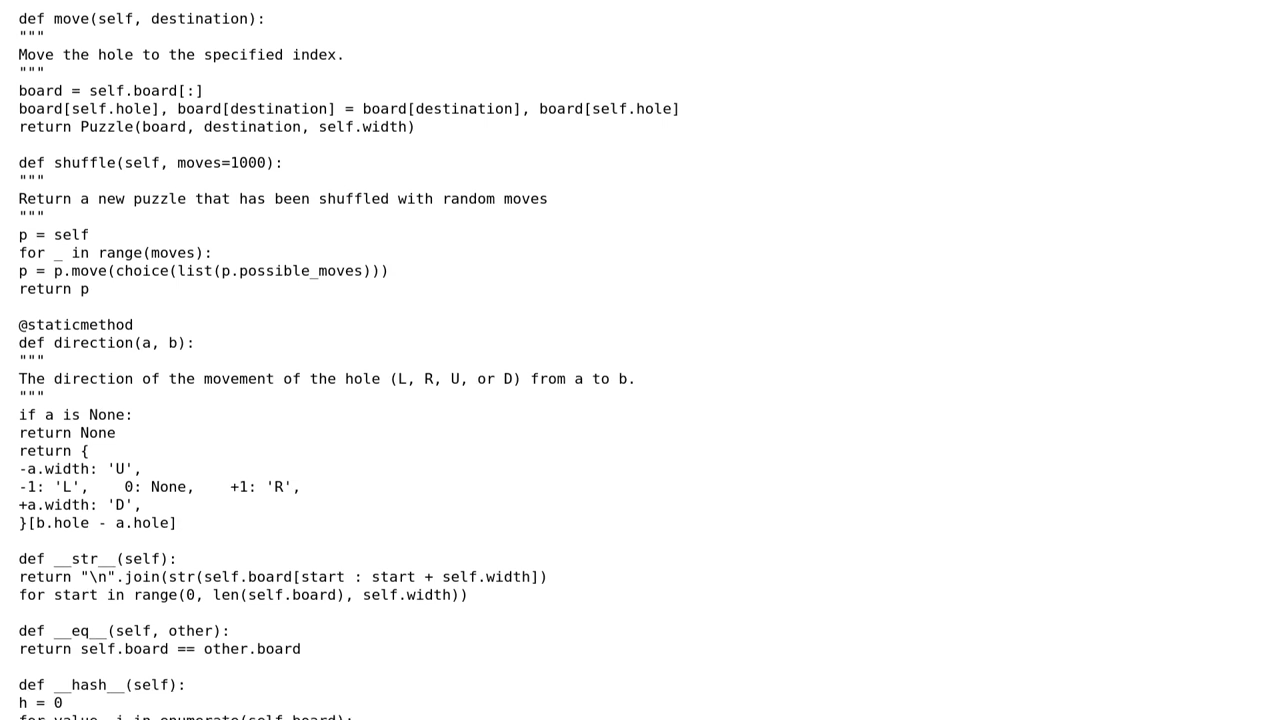 def move(self, destination):
"""
Move the hole to the specified index.
"""
board = self.board[:]
board[self.hole], board[destination] = board[destination], board[self.hole]
return Puzzle(board, destination, self.width)

def shuffle(self, moves=1000):
"""
Return a new puzzle that has been shuffled with random moves
"""
p = self
for _ in range(moves):
p = p.move(choice(list(p.possible_moves)))
return p

@staticmethod
def direction(a, b):
"""
The direction of the movement of the hole (L, R, U, or D) from a to b.
"""
if a is None:
return None
return {
-a.width: 'U',
-1: 'L',    0: None,    +1: 'R',
+a.width: 'D',
}[b.hole - a.hole]

def __str__(self):
return "\n".join(str(self.board[start : start + self.width])
for start in range(0, len(self.board), self.width))

def __eq__(self, other):
return self.board == other.board

def __hash__(self):
h = 0
for value, i in enumerate(self.board):